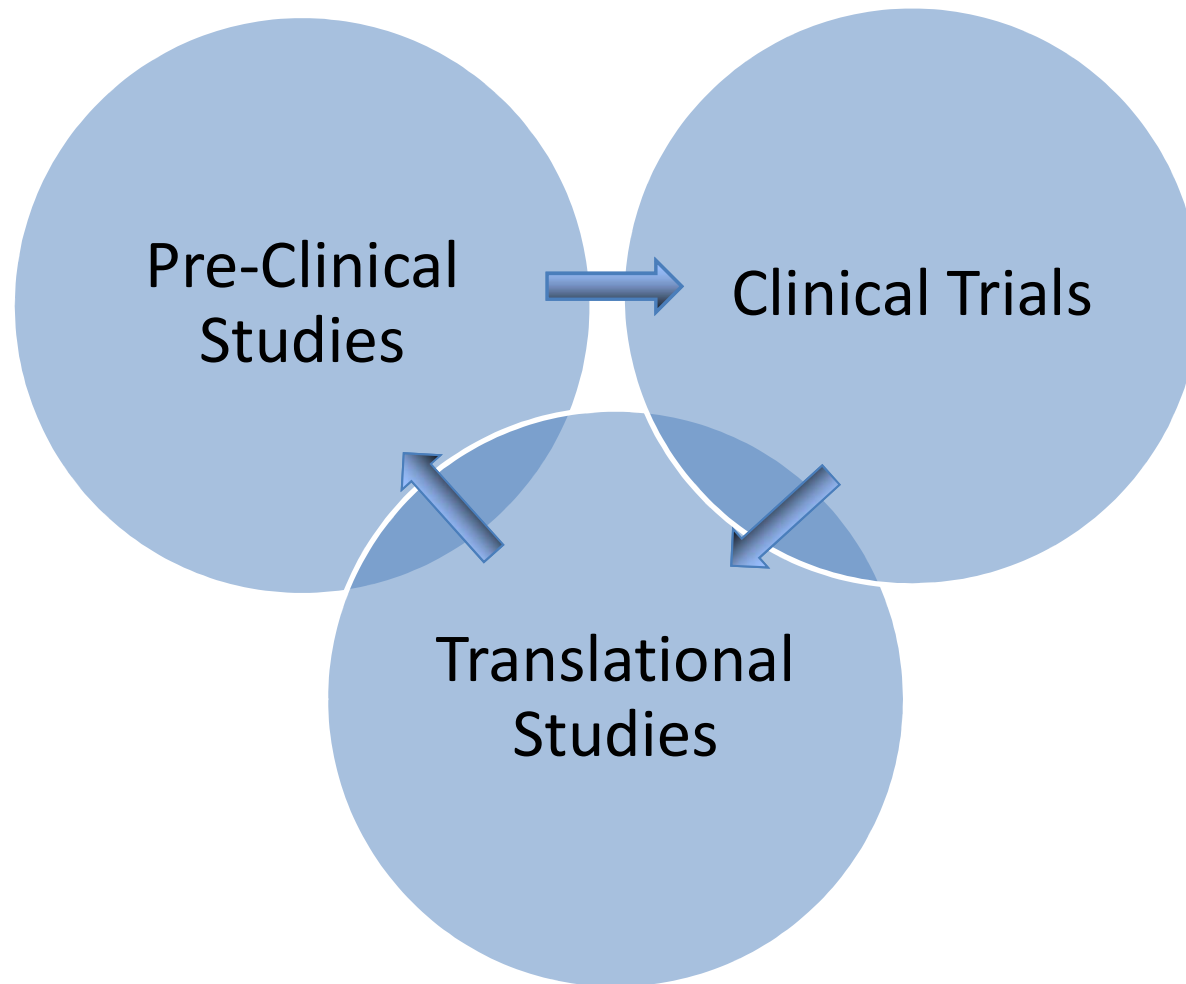 Pre-Clinical
Studies
Clinical Trials
Translational
Studies